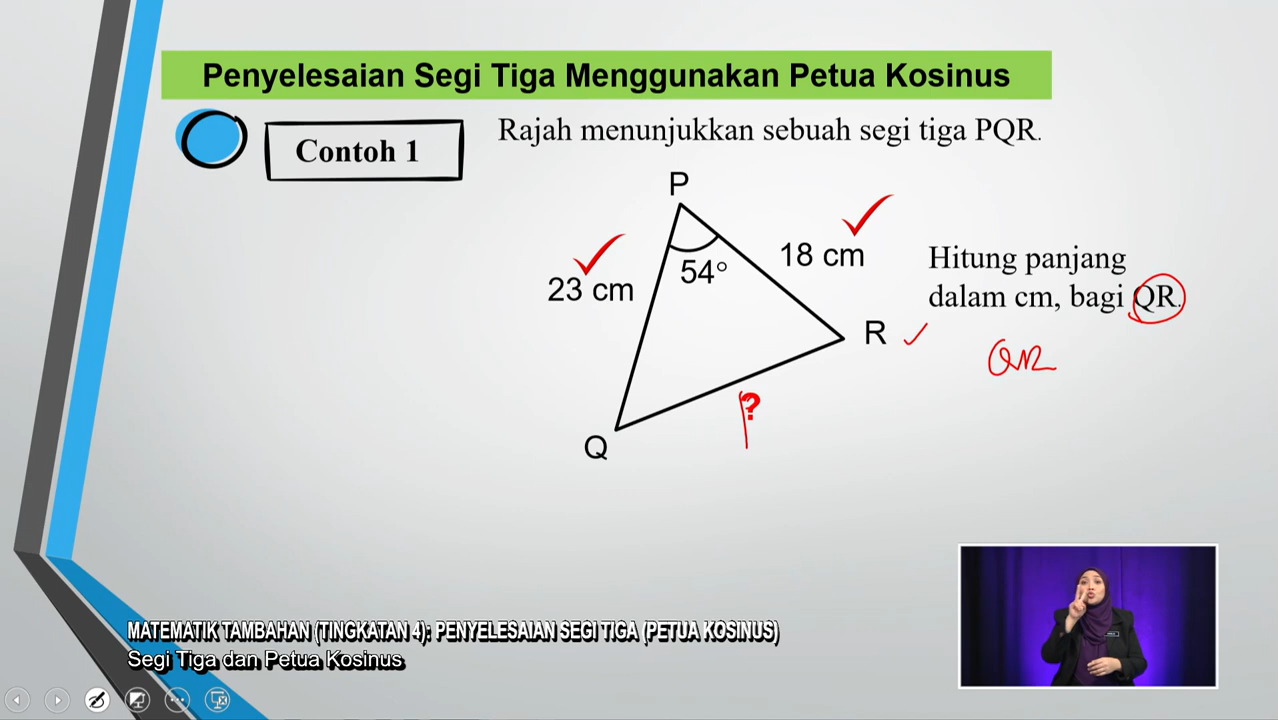 Penyelesaian Segi Tiga Menggunakan Petua Kosinus
Contoh 1
Rajah menunjukkan sebuah segi tiga PQR.
P
23 cm
54°
18 cm
Hitung panjang
dalam cm, bagi QR.
R
QR
?
Q
MATEMATIK TAMBAHAN (TINGKATAN 4): PENYELESAIAN SEGI TIGA (PETUA KOSINUS)
Segi Tiga dan Petua Kosinus